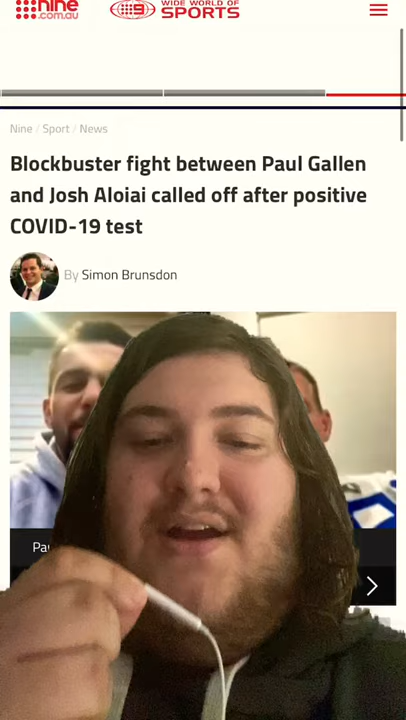 nine
.com.au
9
WIDE WORLD OF
SPORTS
Nine / Sport / News
Blockbuster fight between Paul Gallen
and Josh Aloiai called off after positive
COVID-19 test
By Simon Brunsdon